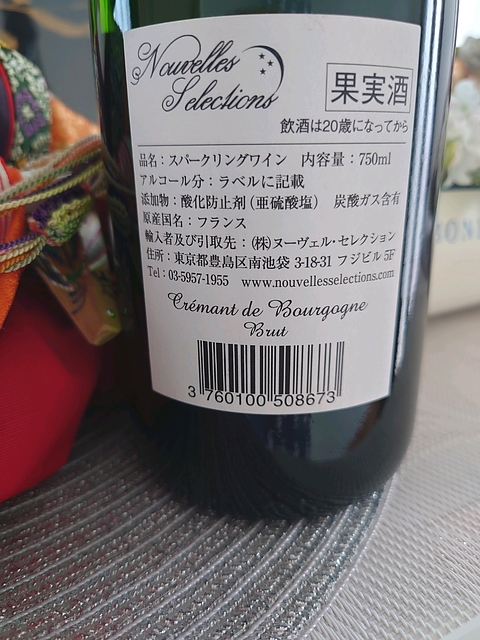 Nouvelles
Selections
果実酒
飲酒は20歳になってから
品名：スパークリングワイン　内容量：750ml
アルコール分：ラベルに記載
添加物：酸化防止剤(亜硫酸塩)　炭酸ガス含有
原産国名：フランス
輸入者及び引取先：(株)ヌーヴェル・セレクション
住所：東京都豊島区南池袋 3-18-31 フジビル 5F
Tel：03-5957-1955　www.nouvellesselections.com
Crémant de Bourgogne
Brut
3 760100 508673